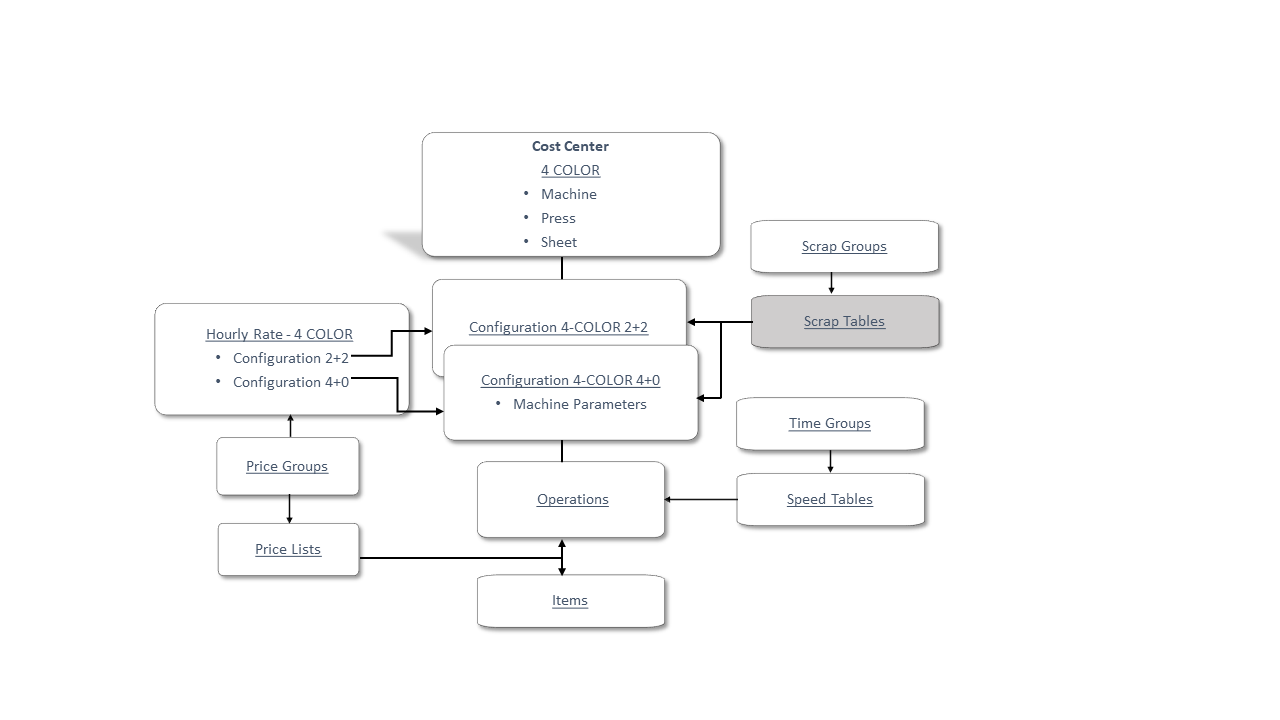 Cost Center
4 COLOR
• Machine
• Press
• Sheet
Scrap Groups
Scrap Tables
Hourly Rate - 4 COLOR
• Configuration 2+2
• Configuration 4+0
Configuration 4-COLOR 2+2
Configuration 4-COLOR 4+0
• Machine Parameters
Time Groups
Speed Tables
Price Groups
Operations
Price Lists
Items